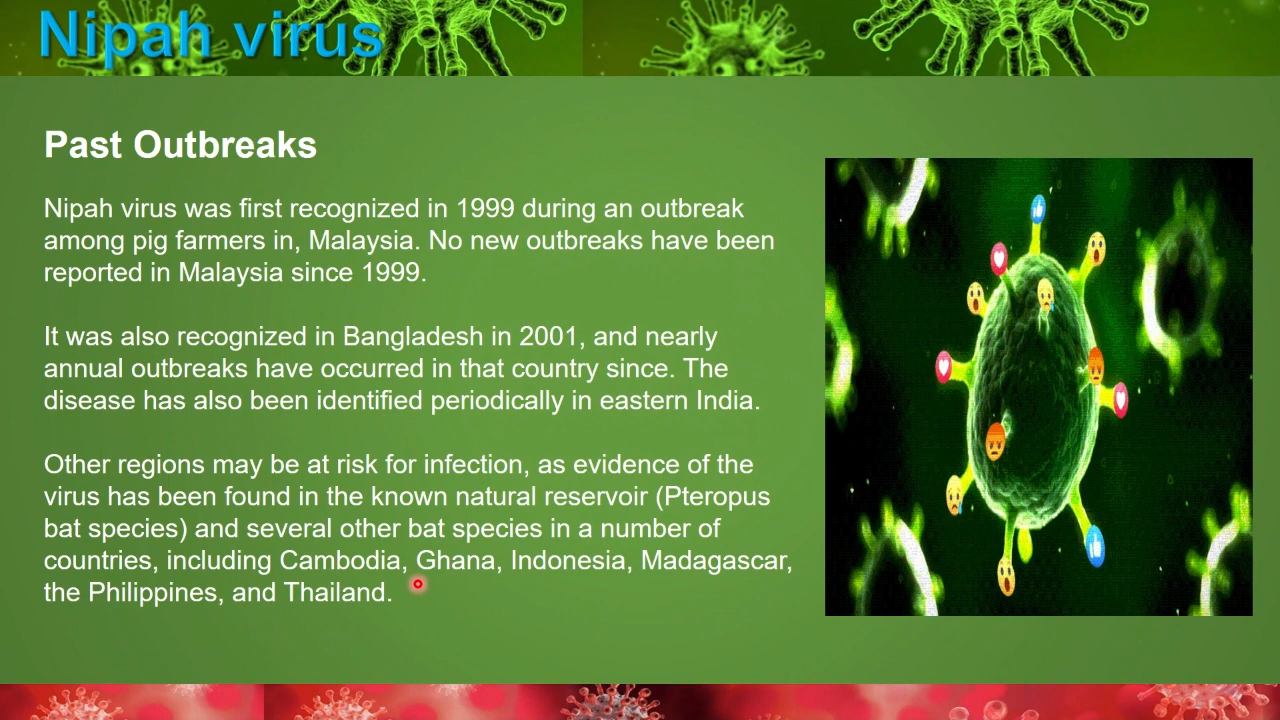 Nipah virus
Past Outbreaks
Nipah virus was first recognized in 1999 during an outbreak
among pig farmers in, Malaysia. No new outbreaks have been
reported in Malaysia since 1999.
It was also recognized in Bangladesh in 2001, and nearly
annual outbreaks have occurred in that country since. The
disease has also been identified periodically in eastern India.
Other regions may be at risk for infection, as evidence of the
virus has been found in the known natural reservoir (Pteropus
bat species) and several other bat species in a number of
countries, including Cambodia, Ghana, Indonesia, Madagascar,
the Philippines, and Thailand.